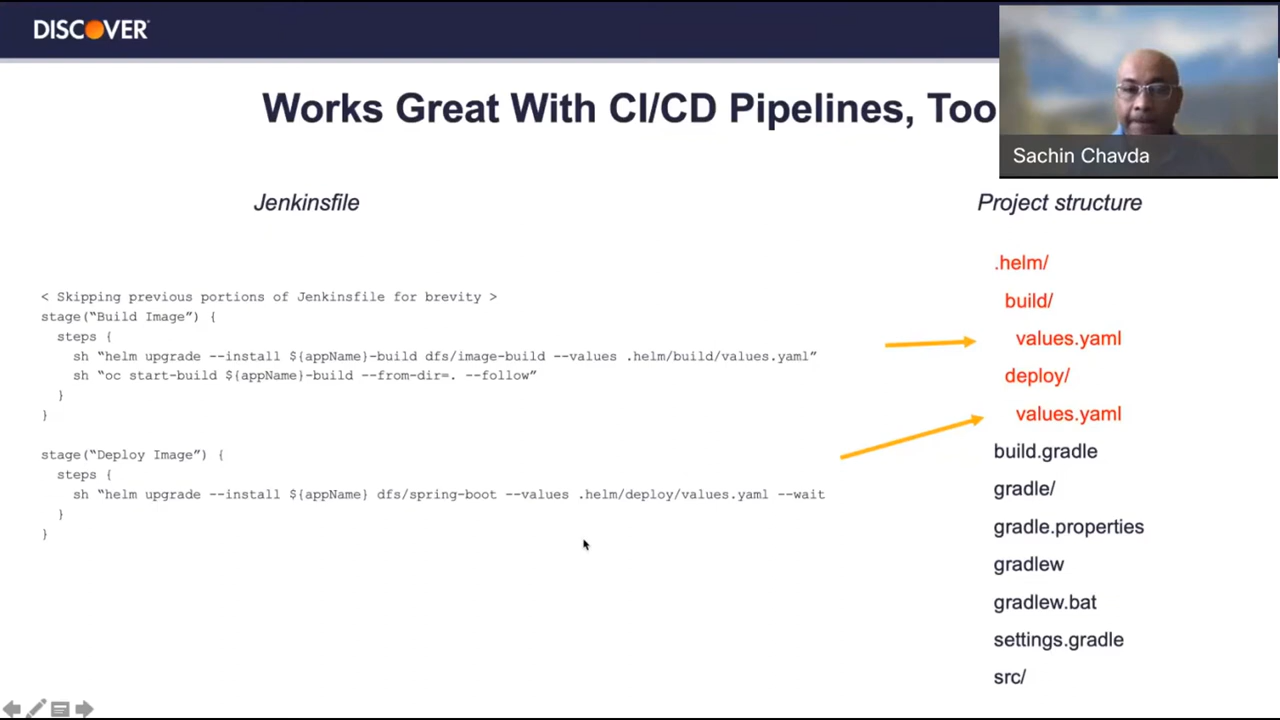 DISCOVER
Works Great With CI/CD Pipelines, Too
Sachin Chavda
Jenkinsfile
< Skipping previous portions of Jenkinsfile for brevity >
stage(“Build Image”) {
steps {
sh “helm upgrade --install ${appName}-build dfs/image-build --values .helm/build/values.yaml”
sh “oc start-build ${appName}-build --from-dir=. --follow”
}
}
stage(“Deploy Image”) {
steps {
sh “helm upgrade --install ${appName} dfs/spring-boot --values .helm/deploy/values.yaml --wait
}
}
Project structure
.helm/
build/
values.yaml
deploy/
values.yaml
build.gradle
gradle/
gradle.properties
gradlew
gradlew.bat
settings.gradle
src/